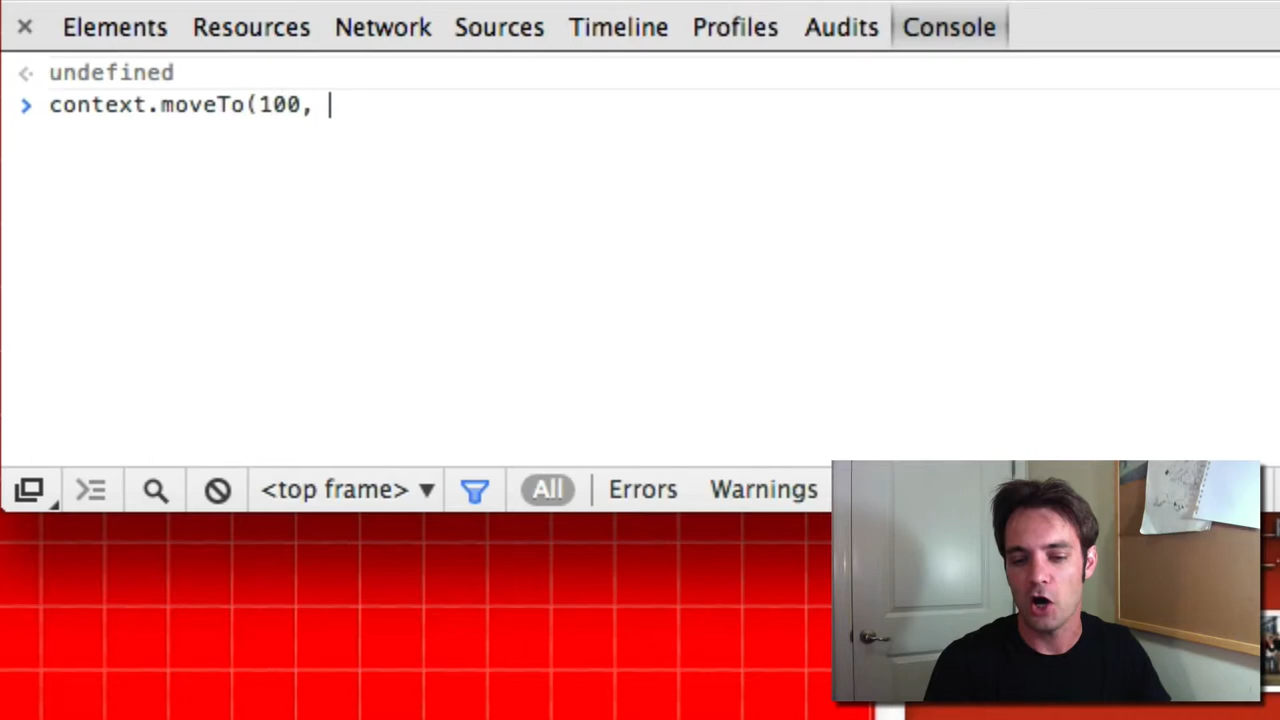 × Elements Resources Network Sources Timeline Profiles Audits Console
undefined
> context.moveTo(100,
<top frame> ▼ All Errors Warnings